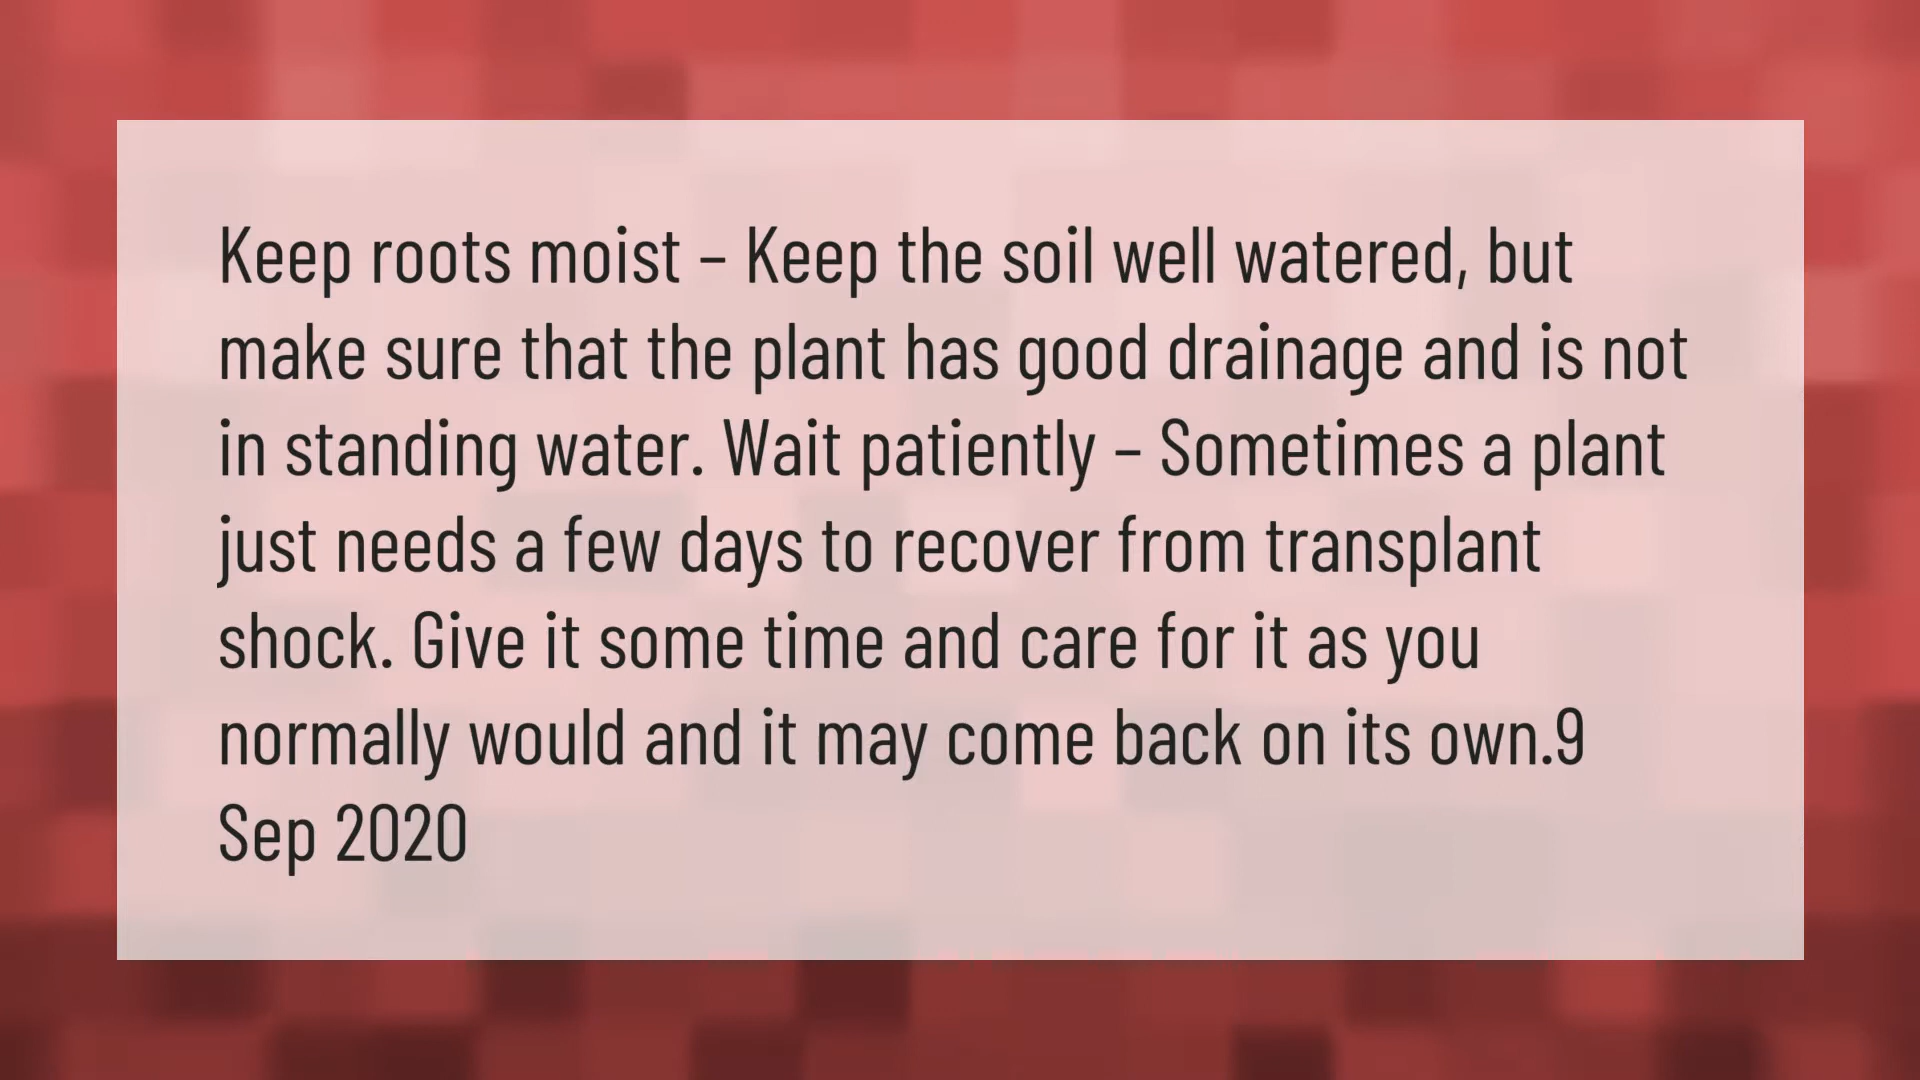 Keep roots moist – Keep the soil well watered, but
make sure that the plant has good drainage and is not
in standing water. Wait patiently – Sometimes a plant
just needs a few days to recover from transplant
shock. Give it some time and care for it as you
normally would and it may come back on its own.9
Sep 2020